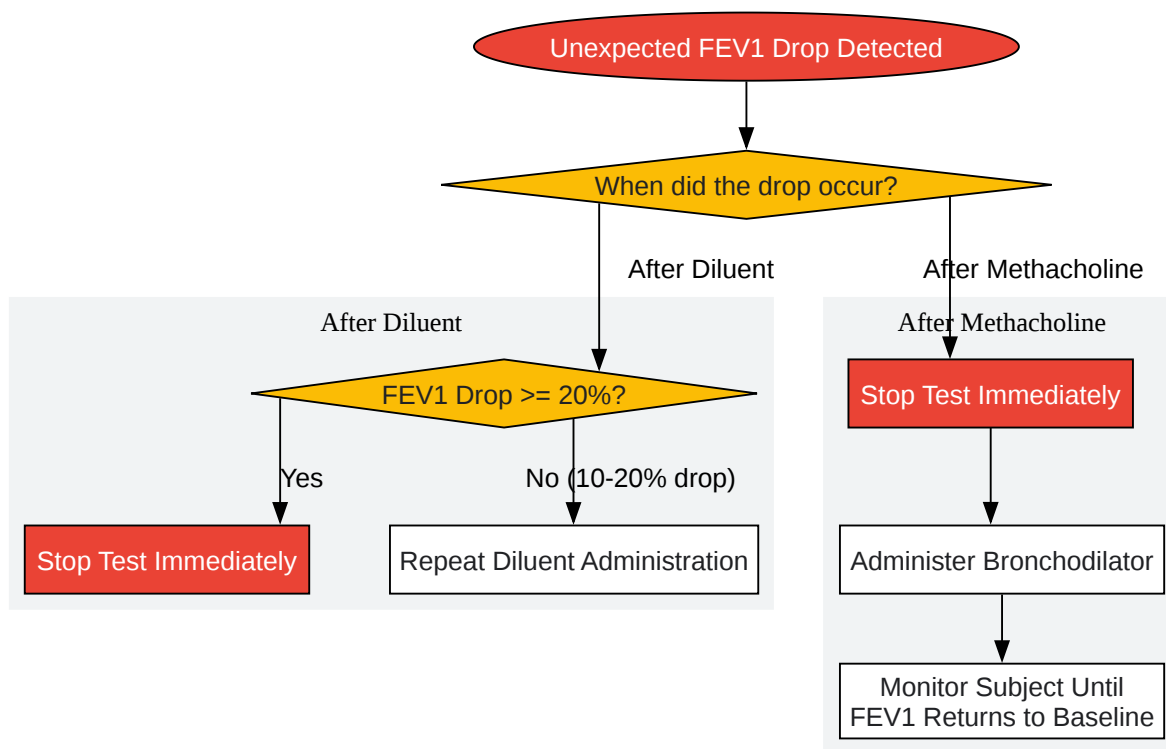 Unexpected FEV1 Drop Detected
When did the drop occur?
After Diluent
After Methacholine
After Diluent
After Methacholine
FEV1 Drop >= 20%?
Stop Test Immediately
Yes
No (10-20% drop)
Stop Test Immediately
Repeat Diluent Administration
Administer Bronchodilator
Monitor Subject Until
FEV1 Returns to Baseline